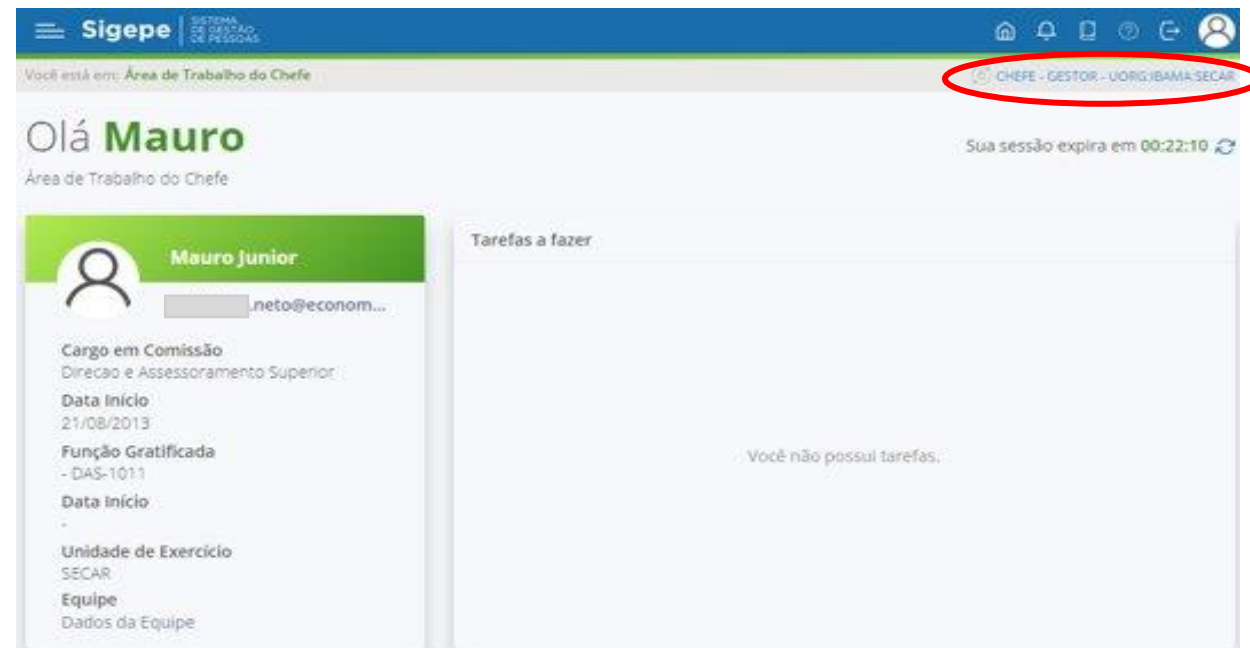 Sigepe
SISTEMA
DE GESTÃO
DE PESSOAS
Você está em: Área de Trabalho do Chefe
CHEFE - GESTOR - UORG:IBAMA:SECAR
Olá Mauro
Sua sessão expira em 00:22:10
Área de Trabalho do Chefe
Mauro Junior
.neto@econom...
Cargo em Comissão
Direcao e Assessoramento Superior
Data Início
21/08/2013
Função Gratificada
- DAS-1011
Data Início
-
Unidade de Exercício
SECAR
Equipe
Dados da Equipe
Tarefas a fazer
Você não possui tarefas.